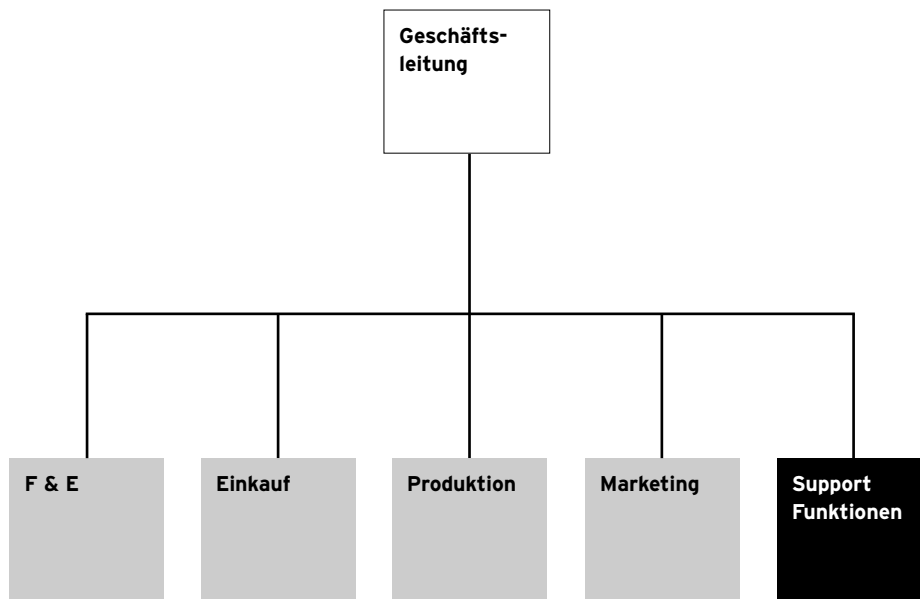 Geschäfts-
leitung
F & E
Einkauf
Produktion
Marketing
Support
Funktionen